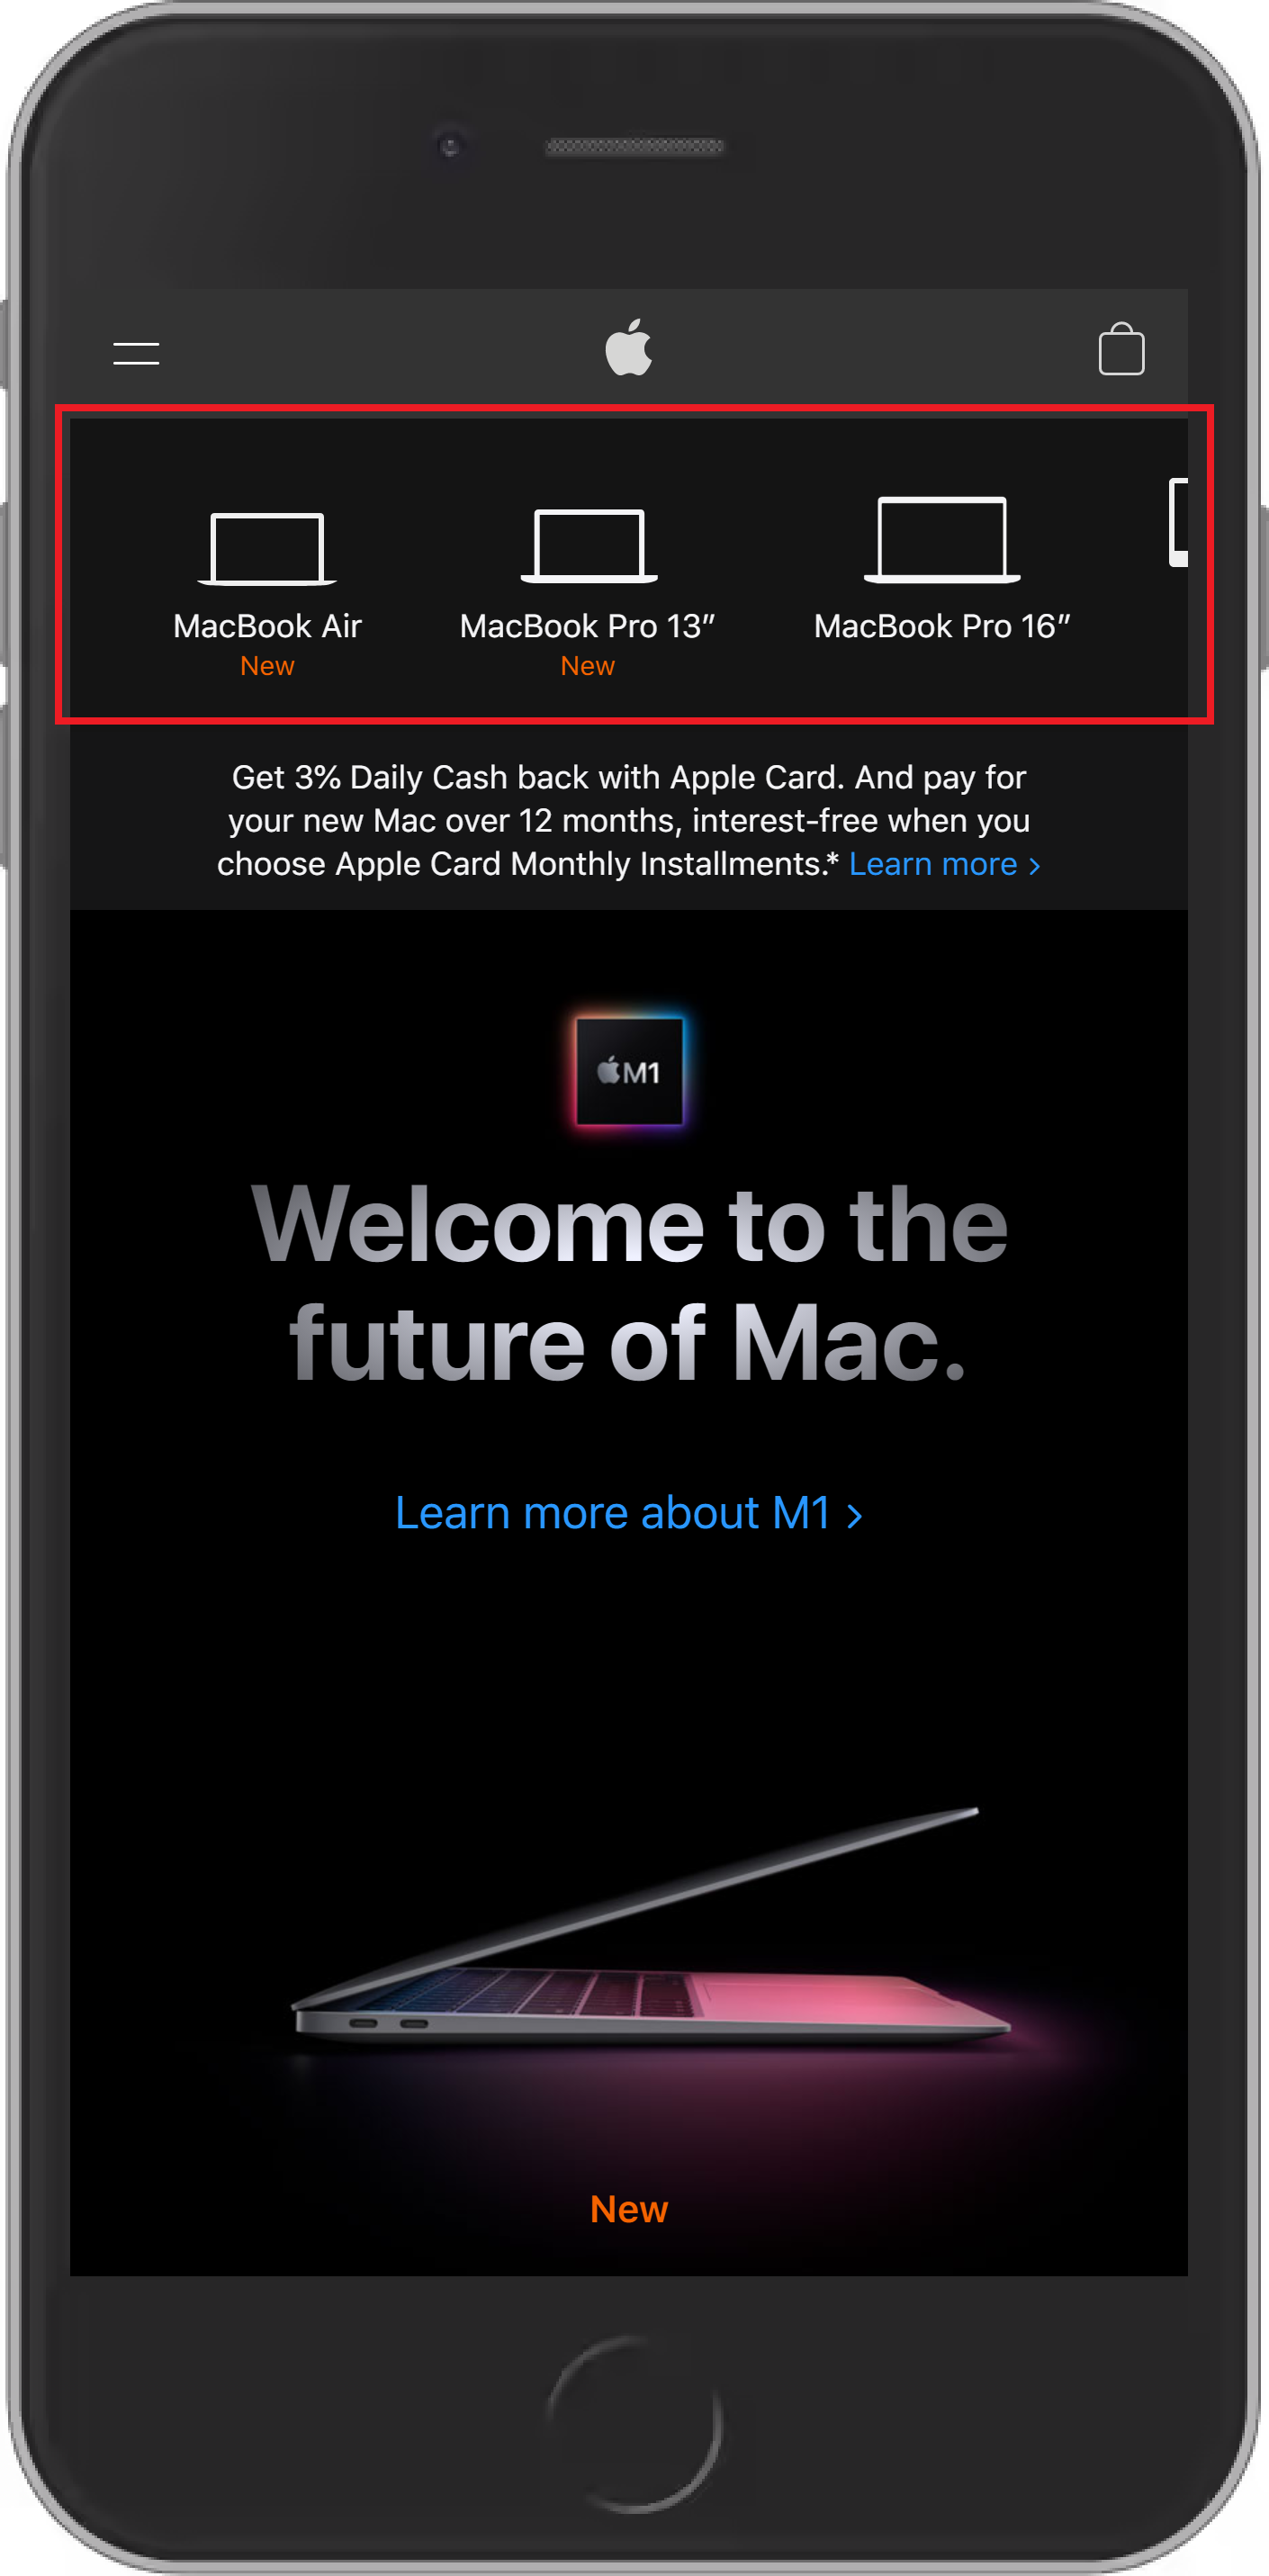 MacBook Air
New
MacBook Pro 13″
New
MacBook Pro 16″
Get 3% Daily Cash back with Apple Card. And pay for
your new Mac over 12 months, interest-free when you
choose Apple Card Monthly Installments.* Learn more >
M1
Welcome to the
future of Mac.
Learn more about M1 >
New